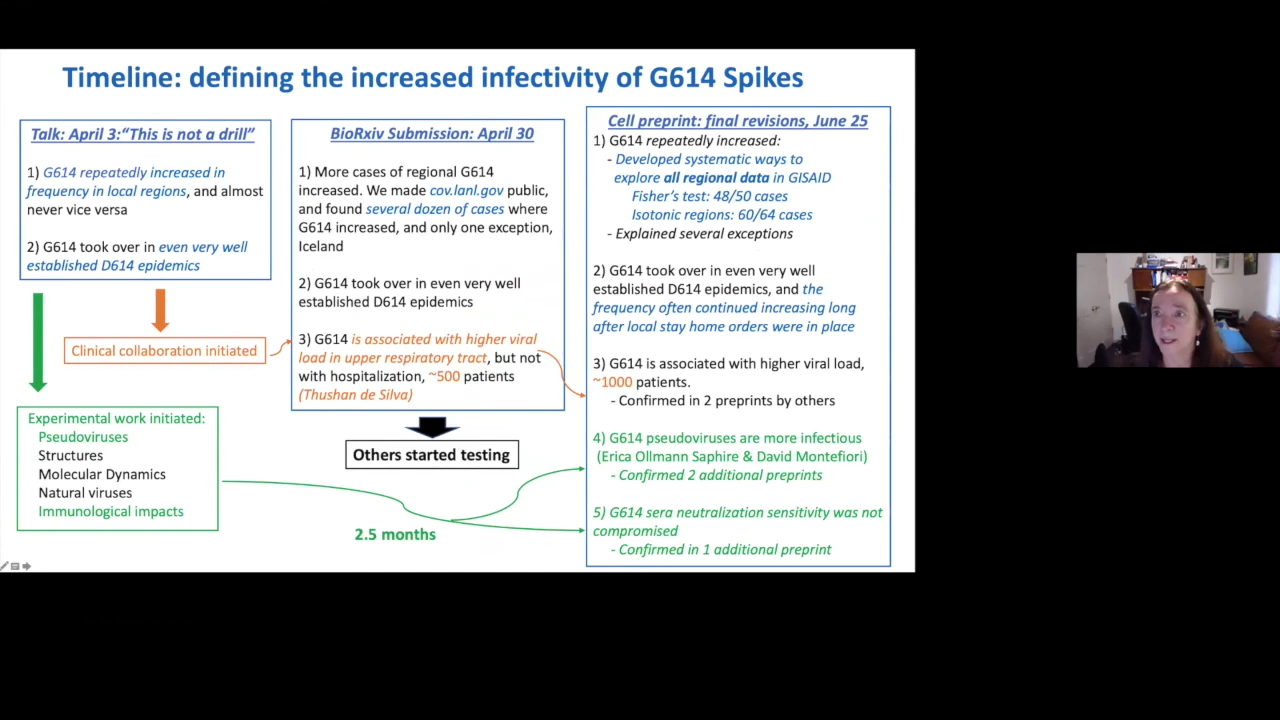 Timeline: defining the increased infectivity of G614 Spikes
Talk: April 3:“This is not a drill”
1) G614 repeatedly increased in
frequency in local regions, and almost
never vice versa
2) G614 took over in even very well
established D614 epidemics
Clinical collaboration initiated
Experimental work initiated:
Pseudoviruses
Structures
Molecular Dynamics
Natural viruses
Immunological impacts
BioRxiv Submission: April 30
1) More cases of regional G614
increased. We made cov.lanl.gov public,
and found several dozen of cases where
G614 increased, and only one exception,
Iceland
2) G614 took over in even very well
established D614 epidemics
3) G614 is associated with higher viral
load in upper respiratory tract, but not
with hospitalization, ~500 patients
(Thushan de Silva)
Others started testing
2.5 months
Cell preprint: final revisions, June 25
1) G614 repeatedly increased:
- Developed systematic ways to
explore all regional data in GISAID
Fisher’s test: 48/50 cases
Isotonic regions: 60/64 cases
- Explained several exceptions
2) G614 took over in even very well
established D614 epidemics, and the
frequency often continued increasing long
after local stay home orders were in place
3) G614 is associated with higher viral load,
~1000 patients.
- Confirmed in 2 preprints by others
4) G614 pseudoviruses are more infectious
(Erica Ollmann Saphire & David Montefiori)
- Confirmed 2 additional preprints
5) G614 sera neutralization sensitivity was not
compromised
- Confirmed in 1 additional preprint